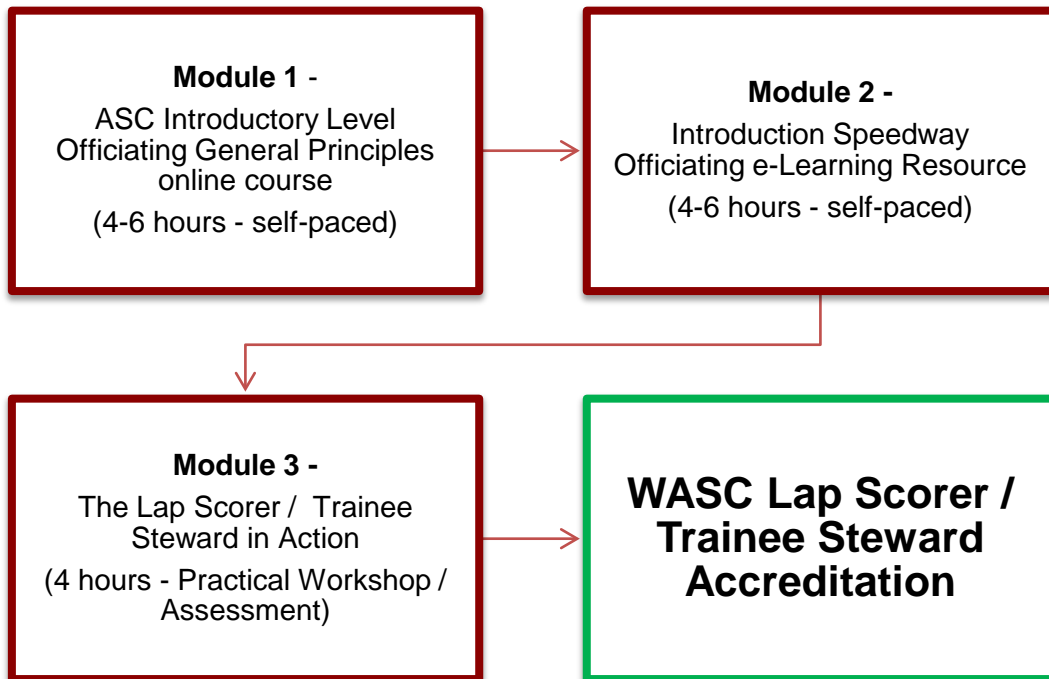 Module 1 -
ASC Introductory Level
Officiating General Principles
online course
(4-6 hours - self-paced)
Module 2 -
Introduction Speedway
Officiating e-Learning Resource
(4-6 hours - self-paced)
Module 3 -
The Lap Scorer / Trainee
Steward in Action
(4 hours - Practical Workshop /
Assessment)
WASC Lap Scorer /
Trainee Steward
Accreditation